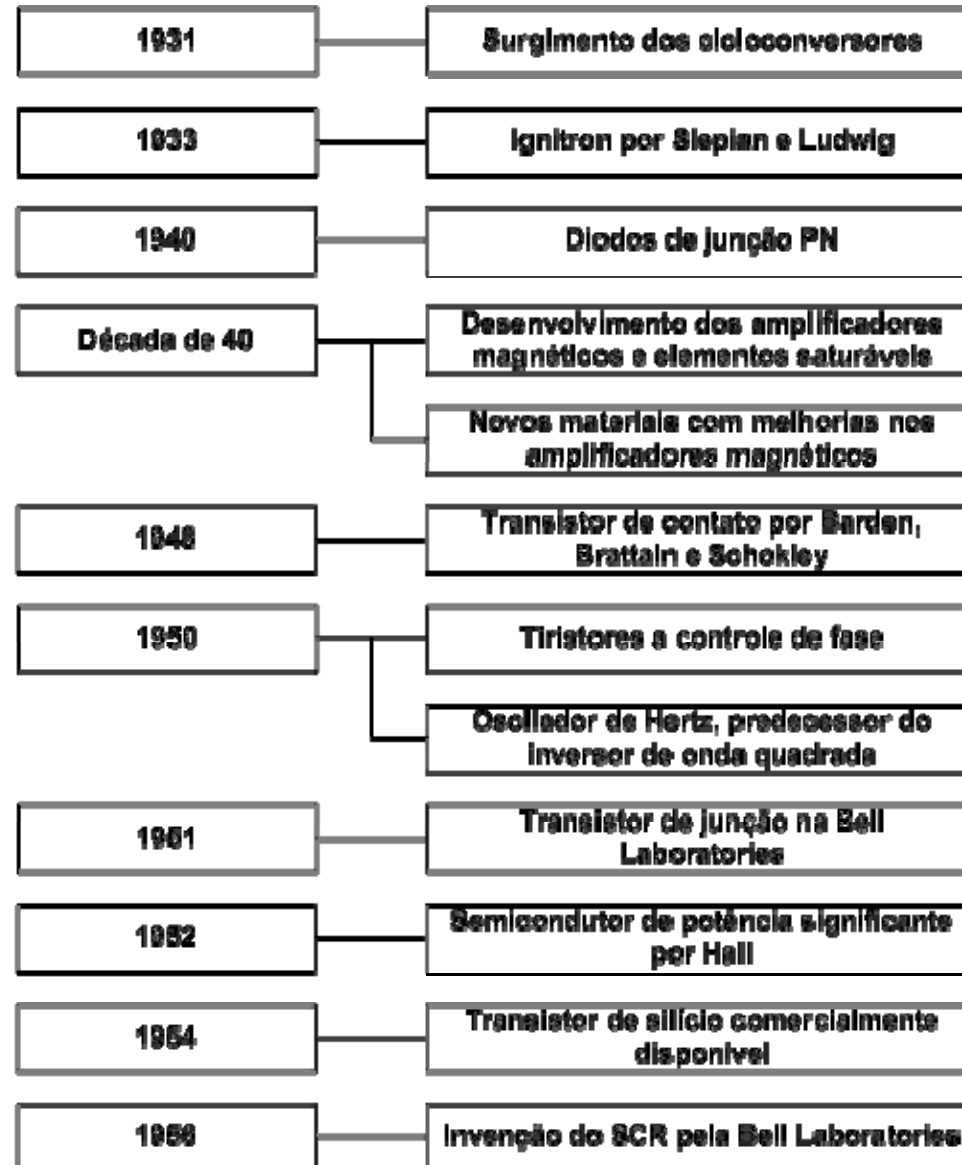 1931
Surgimento dos cicloconversores
1933
Ignitron por Slepian e Ludwig
1940
Diodos de junção PN
Década de 40
Desenvolvimento dos amplificadores
magnéticos e elementos saturáveis
Novos materiais com melhorias nos
amplificadores magnéticos
1948
Transistor de contato por Barden,
Brattain e Schokley
1950
Tiristores a controle de fase
Oscilador de Hertz, predecessor do
inversor de onda quadrada
1951
Transistor de junção na Bell
Laboratories
1952
Semicondutor de potência significante
por Hall
1954
Transistor de silício comercialmente
disponível
1956
Invenção do SCR pela Bell Laboratories